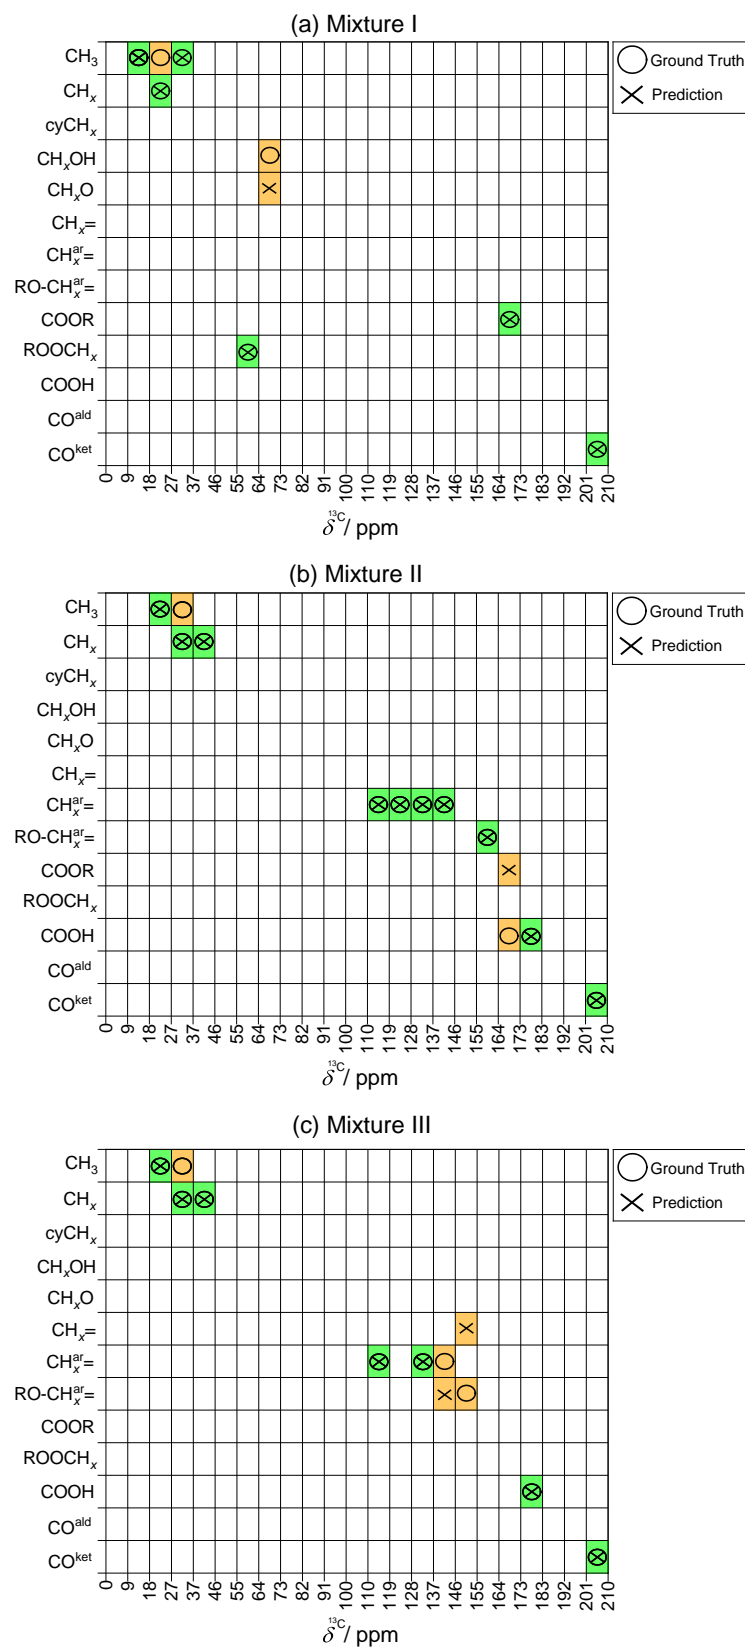 (a) Mixture I
CH₃
CHₓ
cyCHₓ
CHₓOH
CHₓO
CHₓ=
CHₓᵃʳ=
RO-CHₓᵃʳ=
COOR
ROOCHₓ
COOH
COᵃˡᵈ
COᵏᵉᵗ
Ground Truth
Prediction
0 9 18 27 37 46 55 64 73 82 91 100 110 119 128 137 146 155 164 173 183 192 201 210
δ¹³C/ ppm
(b) Mixture II
CH₃
CHₓ
cyCHₓ
CHₓOH
CHₓO
CHₓ=
CHₓᵃʳ=
RO-CHₓᵃʳ=
COOR
ROOCHₓ
COOH
COᵃˡᵈ
COᵏᵉᵗ
Ground Truth
Prediction
0 9 18 27 37 46 55 64 73 82 91 100 110 119 128 137 146 155 164 173 183 192 201 210
δ¹³C/ ppm
(c) Mixture III
CH₃
CHₓ
cyCHₓ
CHₓOH
CHₓO
CHₓ=
CHₓᵃʳ=
RO-CHₓᵃʳ=
COOR
ROOCHₓ
COOH
COᵃˡᵈ
COᵏᵉᵗ
Ground Truth
Prediction
0 9 18 27 37 46 55 64 73 82 91 100 110 119 128 137 146 155 164 173 183 192 201 210
δ¹³C/ ppm